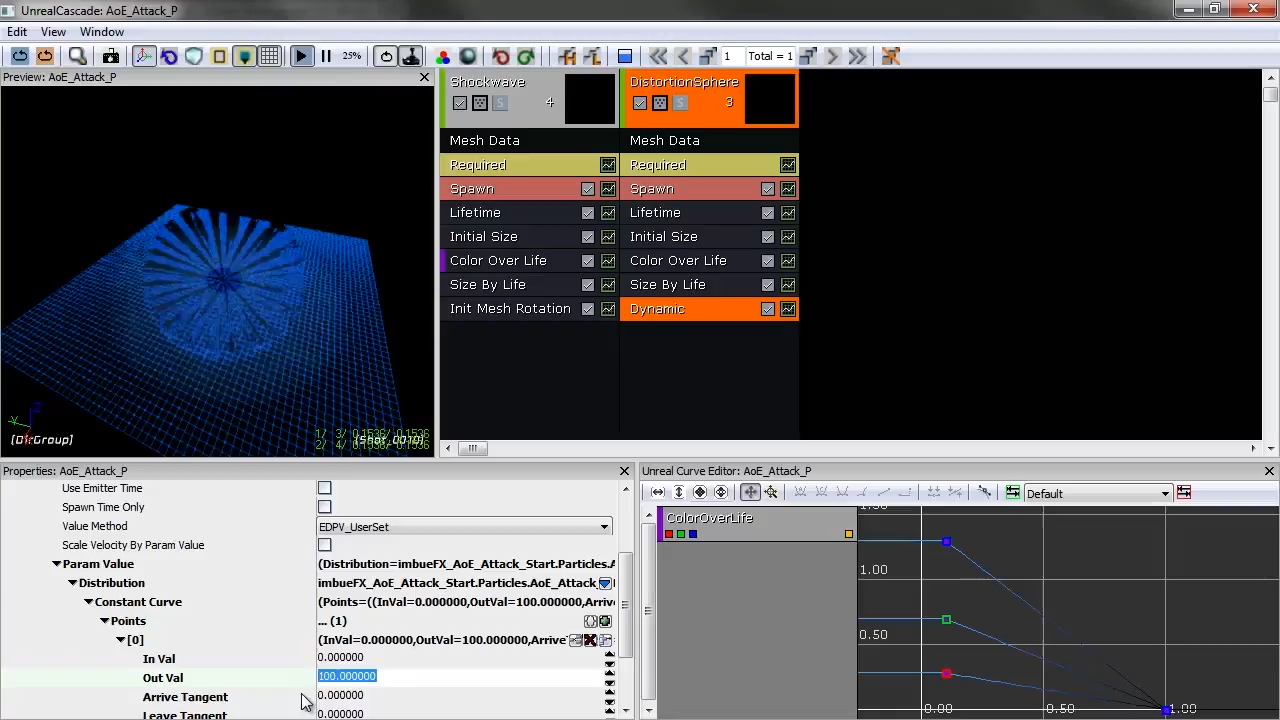 UnrealCascade: AoE_Attack_P
Edit View Window
25%
1 Total = 1
Preview: AoE_Attack_P
Shockwave
4
DistortionSphere
3
Mesh Data
Mesh Data
Required
Required
Spawn
Spawn
Lifetime
Lifetime
Initial Size
Initial Size
Color Over Life
Color Over Life
Size By Life
Size By Life
Init Mesh Rotation
Dynamic
Properties: AoE_Attack_P
Use Emitter Time
Spawn Time Only
Value Method EDPV_UserSet
Scale Velocity By Param Value
Param Value (Distribution=imbueFX_AoE_Attack_Start.Particles.A
Distribution imbueFX_AoE_Attack_Start.Particles.AoE_Attack_
Constant Curve (Points=((InVal=0.000000,OutVal=100.000000,Arrive
Points ... (1)
[0] (InVal=0.000000,OutVal=100.000000,Arrive
In Val 0.000000
Out Val 100.000000
Arrive Tangent 0.000000
Leave Tangent 0.000000
Unreal Curve Editor: AoE_Attack_P
Default
ColorOverLife
1.50
1.00
0.50
0.00 0.50 1.00